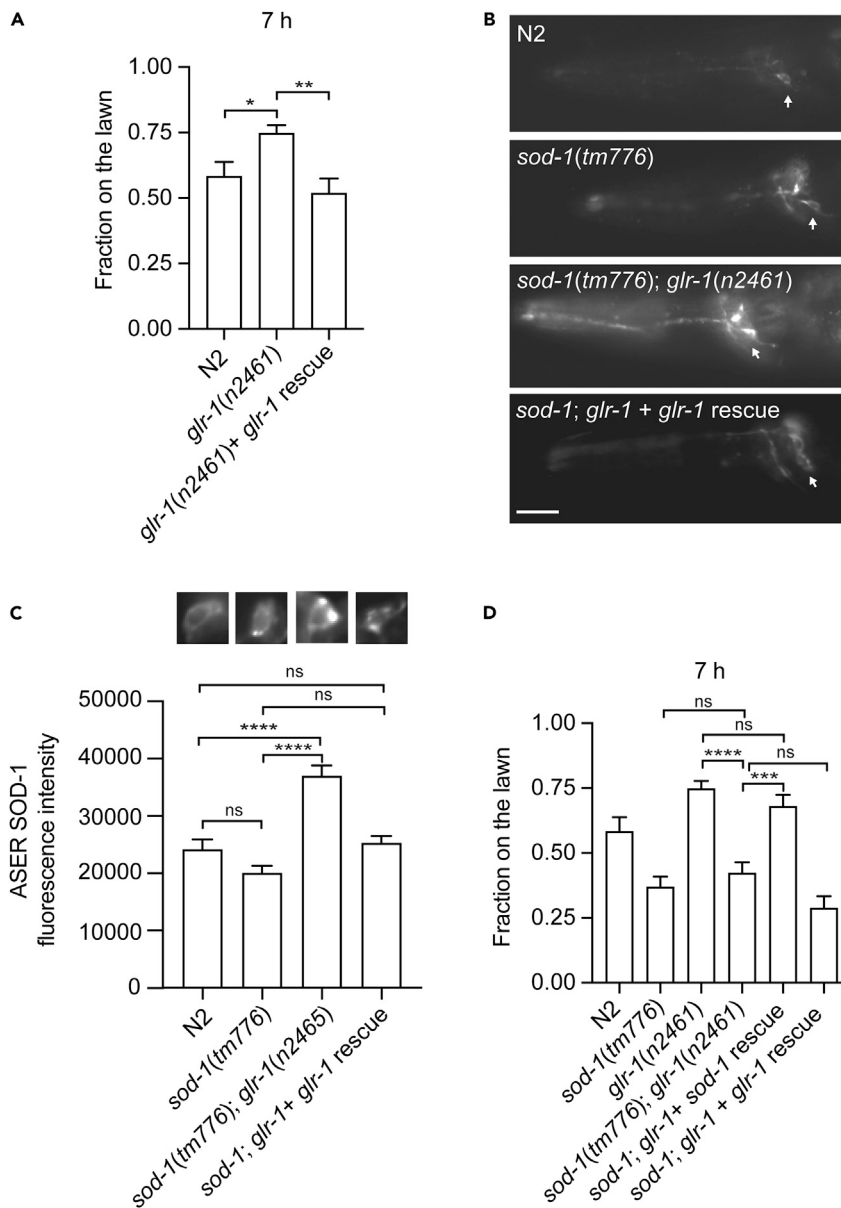 A
7 h
Fraction on the lawn
1.00
0.75
0.50
0.25
0.00
*
**
N2
glr-1(n2461)
glr-1(n2461)+ glr-1 rescue
B
N2
sod-1(tm776)
sod-1(tm776); glr-1(n2461)
sod-1; glr-1 + glr-1 rescue
C
ASER SOD-1
fluorescence intensity
50000
40000
30000
20000
10000
0
ns
ns
****
****
ns
N2
sod-1(tm776)
sod-1(tm776); glr-1(n2465)
sod-1; glr-1+ glr-1 rescue
D
7 h
Fraction on the lawn
1.00
0.75
0.50
0.25
0.00
ns
ns
****
ns
***
N2
sod-1(tm776)
glr-1(n2461)
sod-1(tm776); glr-1(n2461)
sod-1; glr-1+ sod-1 rescue
sod-1; glr-1 + glr-1 rescue